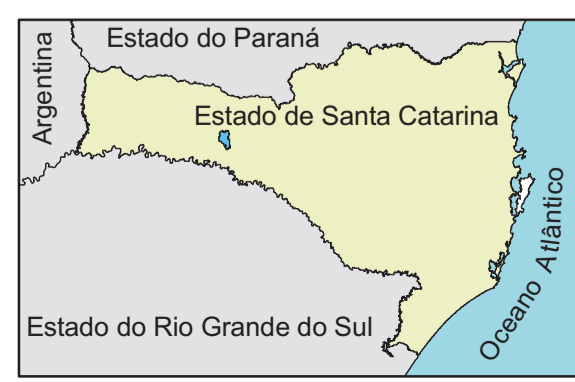 Estado do Paraná
Argentina
Estado de Santa Catarina
Oceano Atlântico
Estado do Rio Grande do Sul